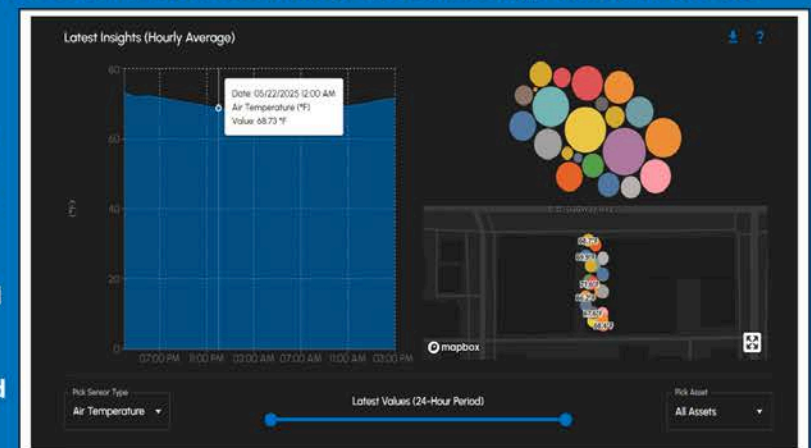 Latest Insights (Hourly Average)
?
80
60
40
20
0
(°F)
Date: 05/22/2025 12:00 AM
Air Temperature (°F)
Value: 68.73 °F
07:00 PM 11:00 PM 03:00 AM 07:00 AM 11:00 AM 03:00 PM
mapbox
Pick Sensor Type
Air Temperature
Latest Values (24-Hour Period)
Pick Asset
All Assets